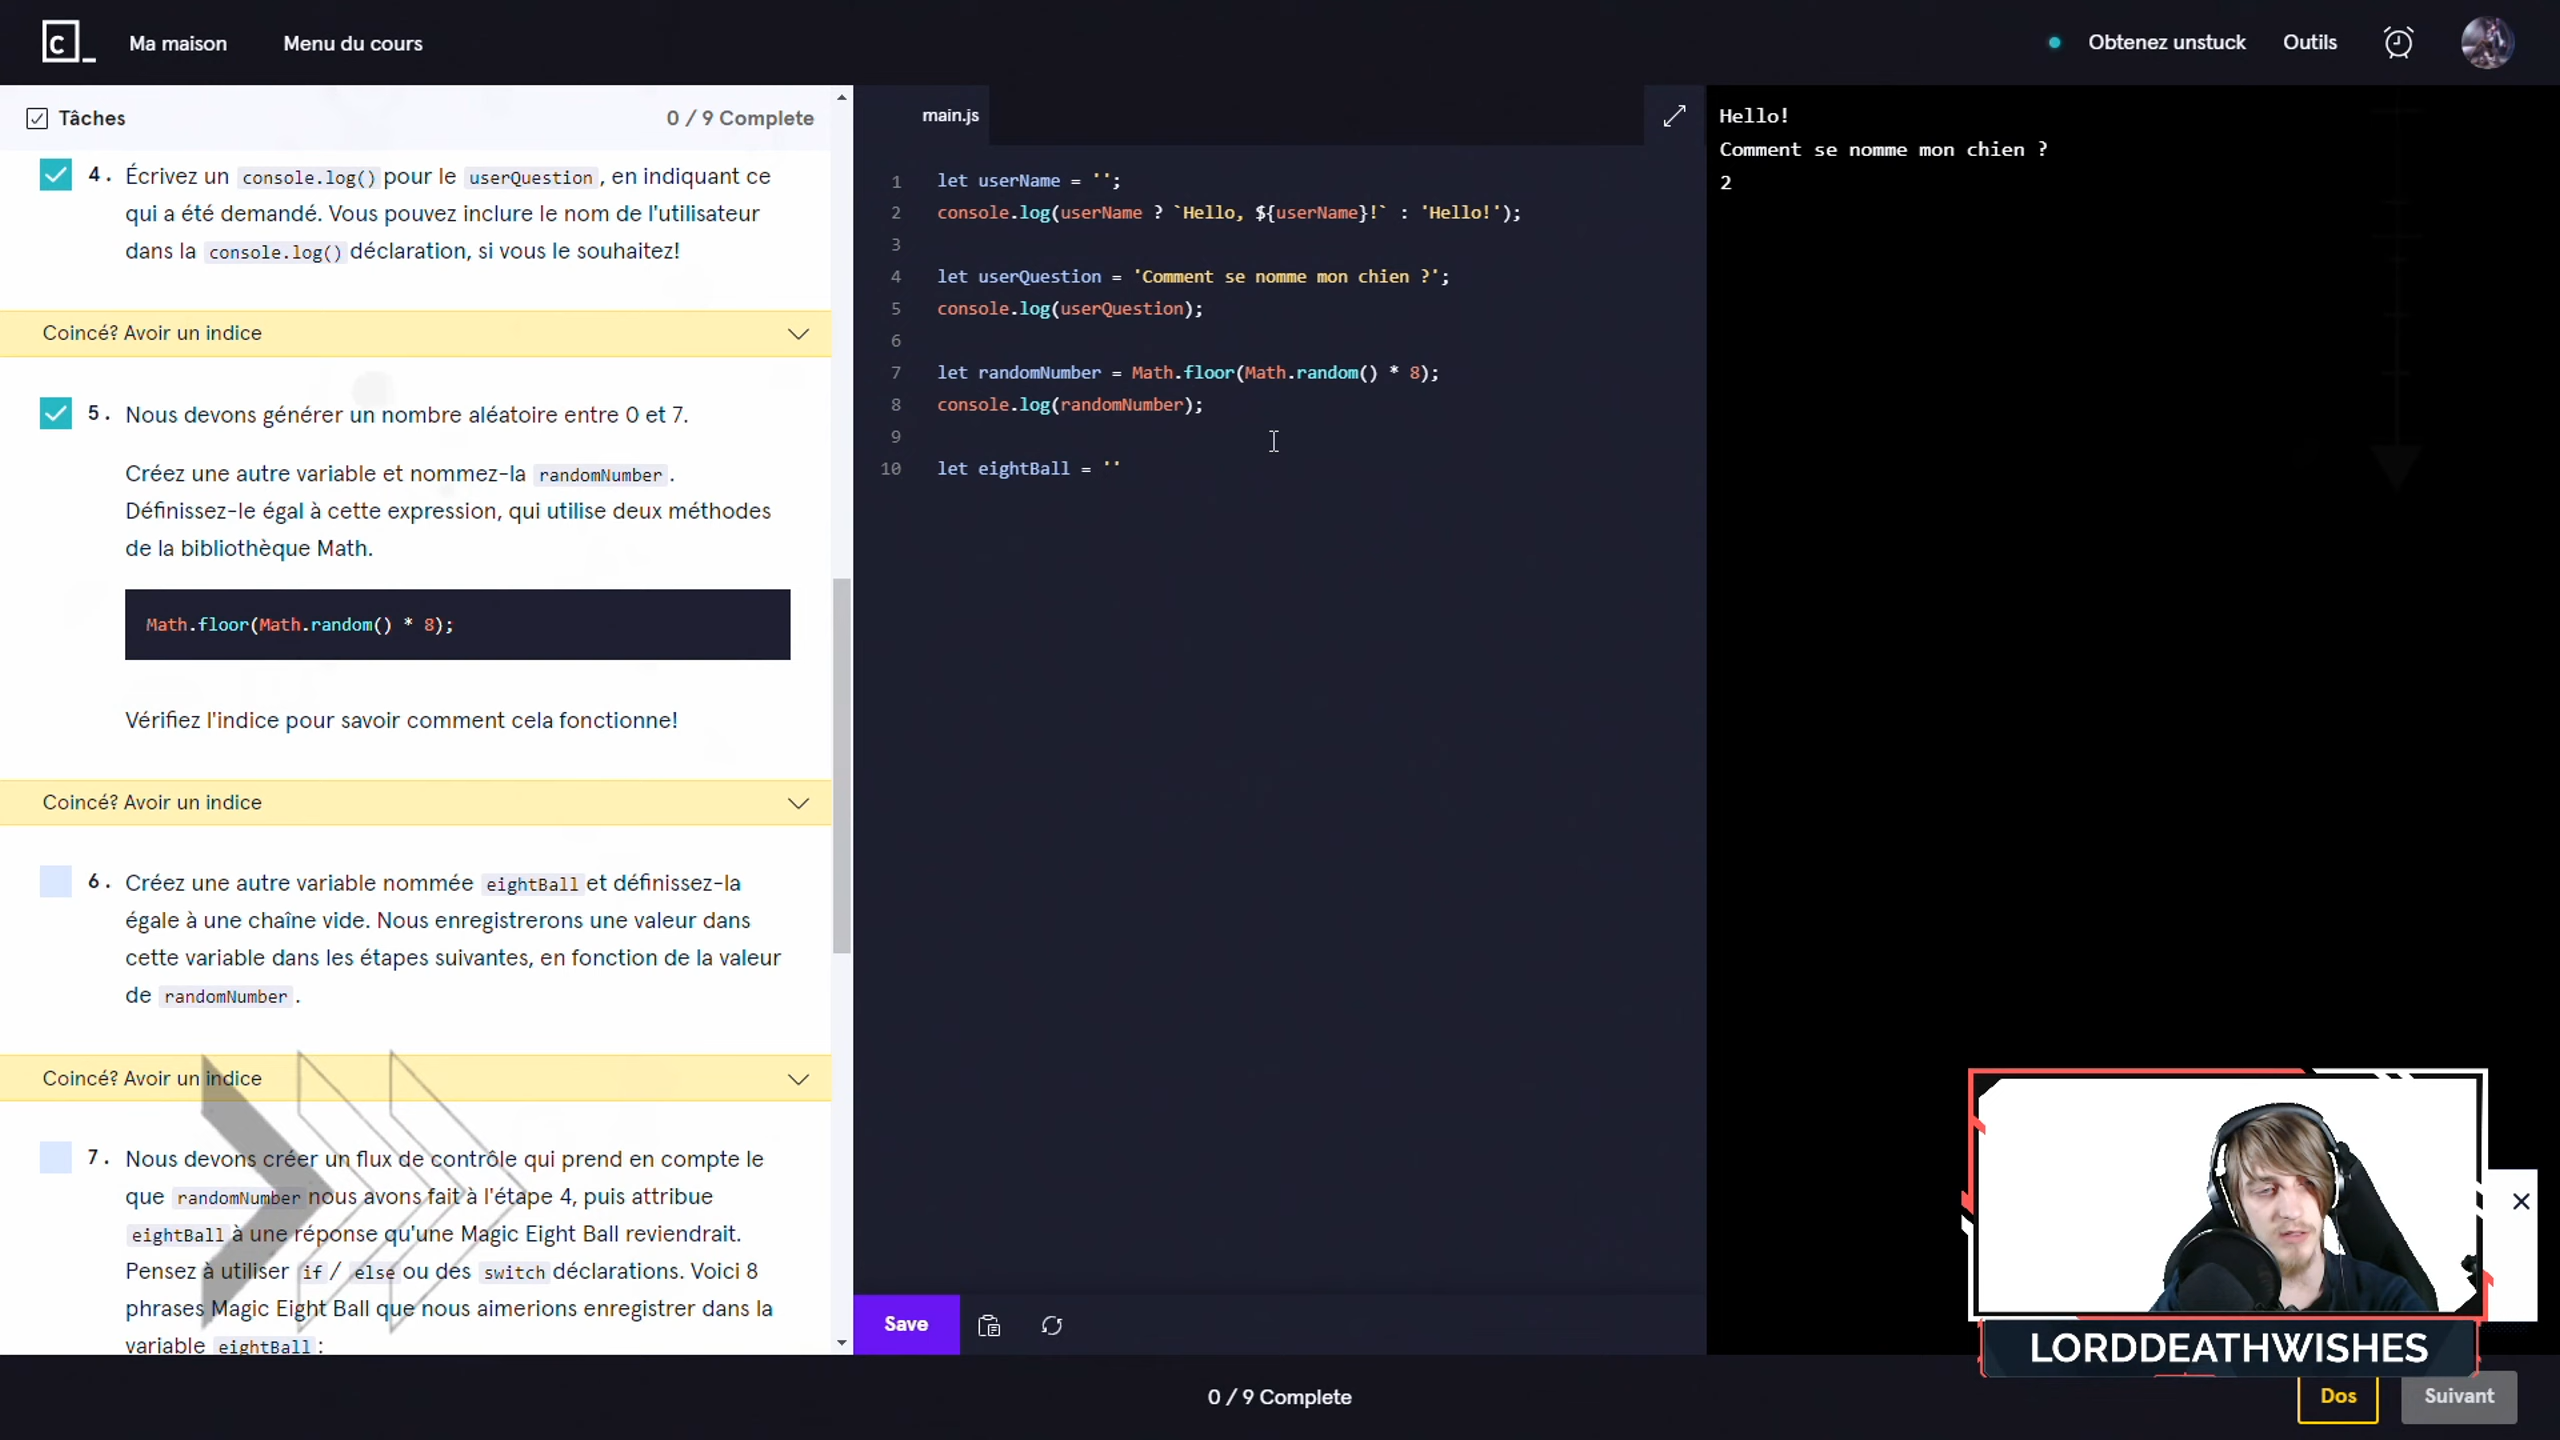 c_
Ma maison
Menu du cours
Obtenez unstuck
Outils
Tâches
0 / 9 Complete
4. Écrivez un console.log() pour le userQuestion, en indiquant ce
qui a été demandé. Vous pouvez inclure le nom de l'utilisateur
dans la console.log() déclaration, si vous le souhaitez!
Coincé? Avoir un indice
5. Nous devons générer un nombre aléatoire entre 0 et 7.
Créez une autre variable et nommez-la randomNumber.
Définissez-le égal à cette expression, qui utilise deux méthodes
de la bibliothèque Math.
Math.floor(Math.random() * 8);
Vérifiez l'indice pour savoir comment cela fonctionne!
Coincé? Avoir un indice
6. Créez une autre variable nommée eightBall et définissez-la
égale à une chaîne vide. Nous enregistrerons une valeur dans
cette variable dans les étapes suivantes, en fonction de la valeur
de randomNumber.
Coincé? Avoir un indice
7. Nous devons créer un flux de contrôle qui prend en compte le
que randomNumber nous avons fait à l'étape 4, puis attribue
eightBall à une réponse qu'une Magic Eight Ball reviendrait.
Pensez à utiliser if / else ou des switch déclarations. Voici 8
phrases Magic Eight Ball que nous aimerions enregistrer dans la
variable eightBall:
main.js
1 let userName = '';
2 console.log(userName ? `Hello, ${userName}!` : 'Hello!');
3
4 let userQuestion = 'Comment se nomme mon chien ?';
5 console.log(userQuestion);
6
7 let randomNumber = Math.floor(Math.random() * 8);
8 console.log(randomNumber);
9
10 let eightBall = ''
Save
Hello!
Comment se nomme mon chien ?
2
LORDDEATHWISHES
0 / 9 Complete
Dos
Suivant